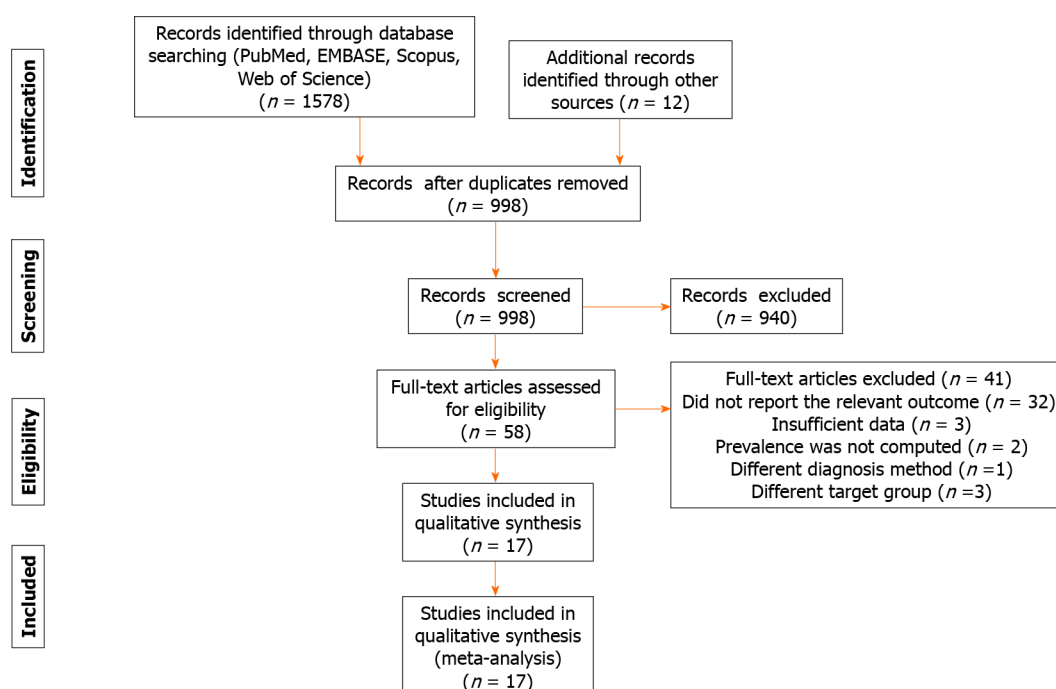 Identification
Records identified through database
searching (PubMed, EMBASE, Scopus,
Web of Science)
(n = 1578)
Additional records
identified through other
sources (n = 12)
Records after duplicates removed
(n = 998)
Screening
Records screened
(n = 998)
Records excluded
(n = 940)
Eligibility
Full-text articles assessed
for eligibility
(n = 58)
Full-text articles excluded (n = 41)
Did not report the relevant outcome (n = 32)
Insufficient data (n = 3)
Prevalence was not computed (n = 2)
Different diagnosis method (n =1)
Different target group (n =3)
Studies included in
qualitative synthesis
(n = 17)
Included
Studies included in
qualitative synthesis
(meta-analysis)
(n = 17)